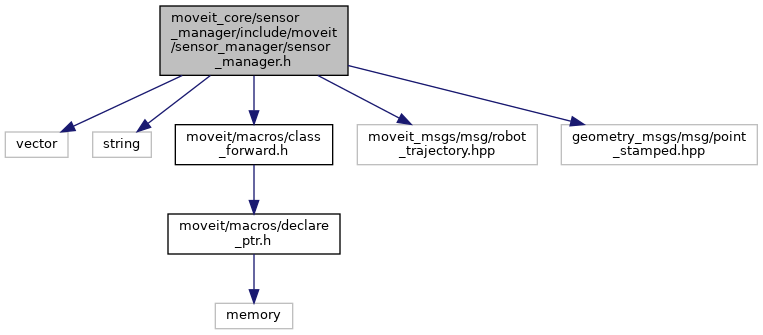 moveit_core/sensor
_manager/include/moveit
/sensor_manager/sensor
_manager.h
vector
string
moveit/macros/class
_forward.h
moveit_msgs/msg/robot
_trajectory.hpp
geometry_msgs/msg/point
_stamped.hpp
moveit/macros/declare
_ptr.h
memory